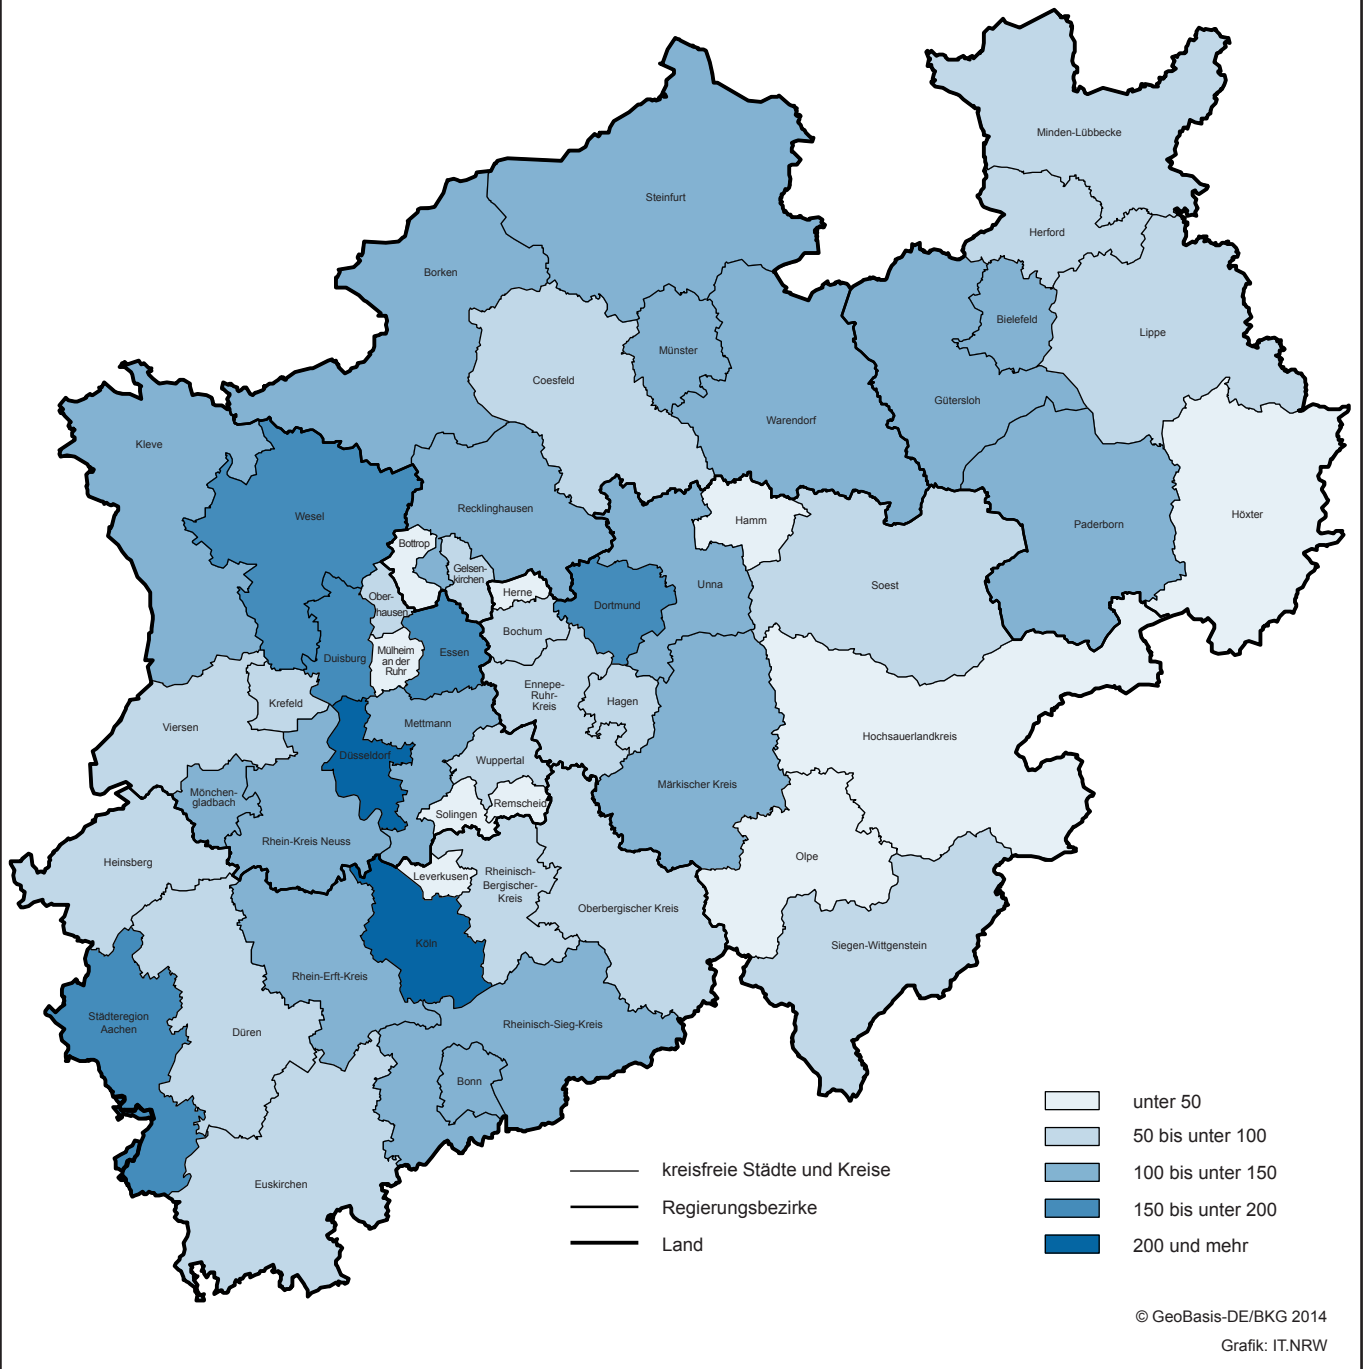 Minden-Lübbecke
Steinfurt
Herford
Borken
Bielefeld
Lippe
Münster
Coesfeld
Gütersloh
Warendorf
Kleve
Recklinghausen
Wesel
Hamm
Höxter
Paderborn
Bottrop
Gelsen-
kirchen
Unna
Soest
Herne
Ober-
hausen
Dortmund
Bochum
Duisburg
Mülheim
an der
Ruhr
Essen
Ennepe-
Ruhr-
Kreis
Hagen
Krefeld
Viersen
Mettmann
Hochsauerlandkreis
Düsseldorf
Wuppertal
Märkischer Kreis
Mönchen-
gladbach
Remscheid
Solingen
Rhein-Kreis Neuss
Olpe
Heinsberg
Leverkusen
Rheinisch-
Bergischer-
Kreis
Oberbergischer Kreis
Köln
Siegen-Wittgenstein
Rhein-Erft-Kreis
Städteregion
Aachen
Düren
Rheinisch-Sieg-Kreis
Bonn
Euskirchen
kreisfreie Städte und Kreise
Regierungsbezirke
Land
unter 50
50 bis unter 100
100 bis unter 150
150 bis unter 200
200 und mehr
© GeoBasis-DE/BKG 2014
Grafik: IT.NRW